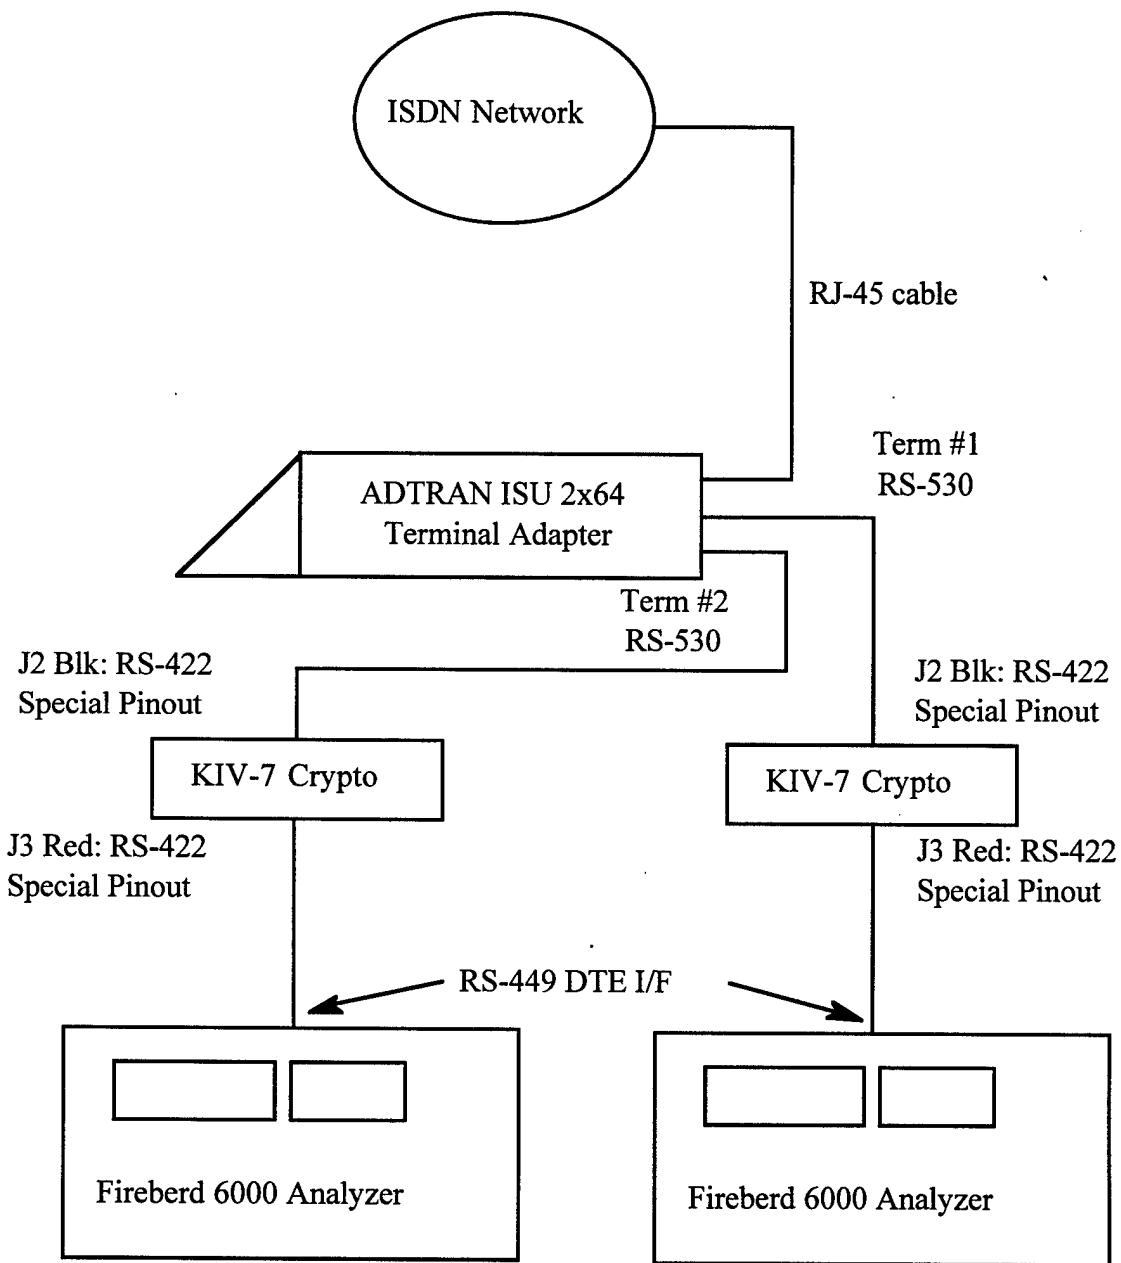 ISDN Network
RJ-45 cable
Term #1
RS-530
ADTRAN ISU 2x64
Terminal Adapter
Term #2
RS-530
J2 Blk: RS-422
Special Pinout
J2 Blk: RS-422
Special Pinout
KIV-7 Crypto
KIV-7 Crypto
J3 Red: RS-422
Special Pinout
J3 Red: RS-422
Special Pinout
RS-449 DTE I/F
Fireberd 6000 Analyzer
Fireberd 6000 Analyzer